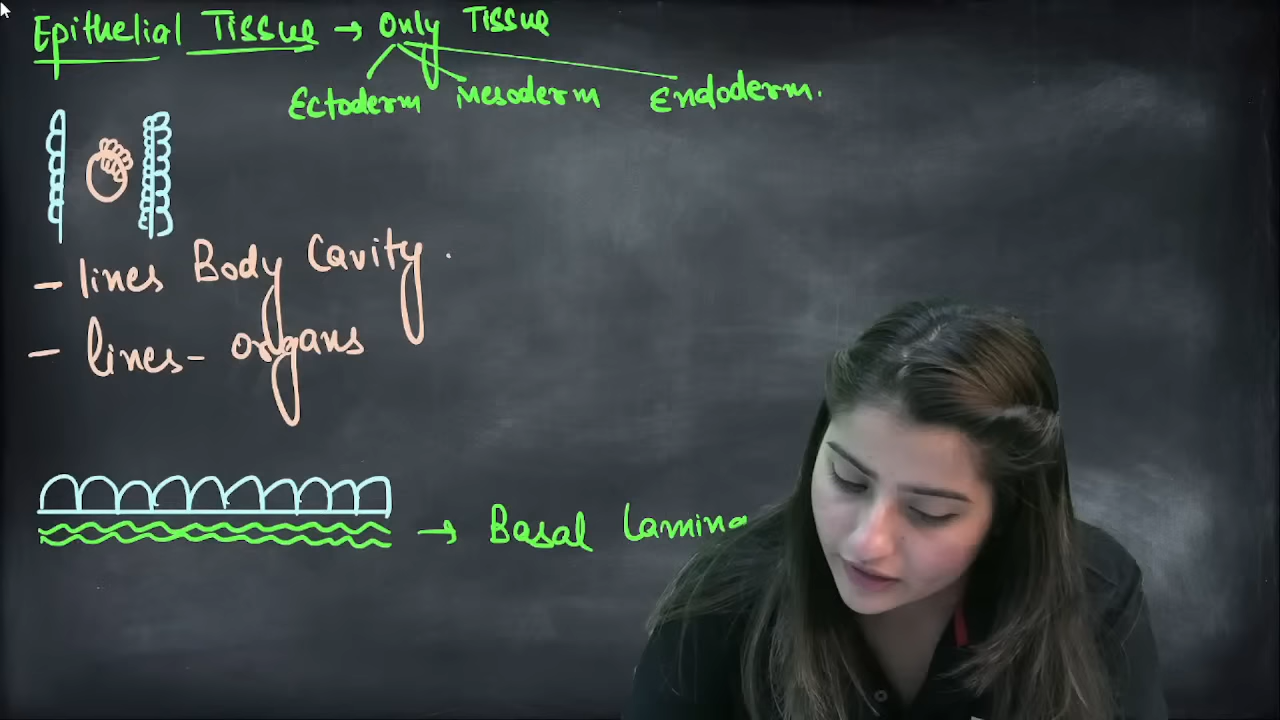 Epithelial Tissue → Only Tissue
Ectoderm Mesoderm Endoderm.
- lines Body Cavity.
- lines- organs
→ Basal Lamina